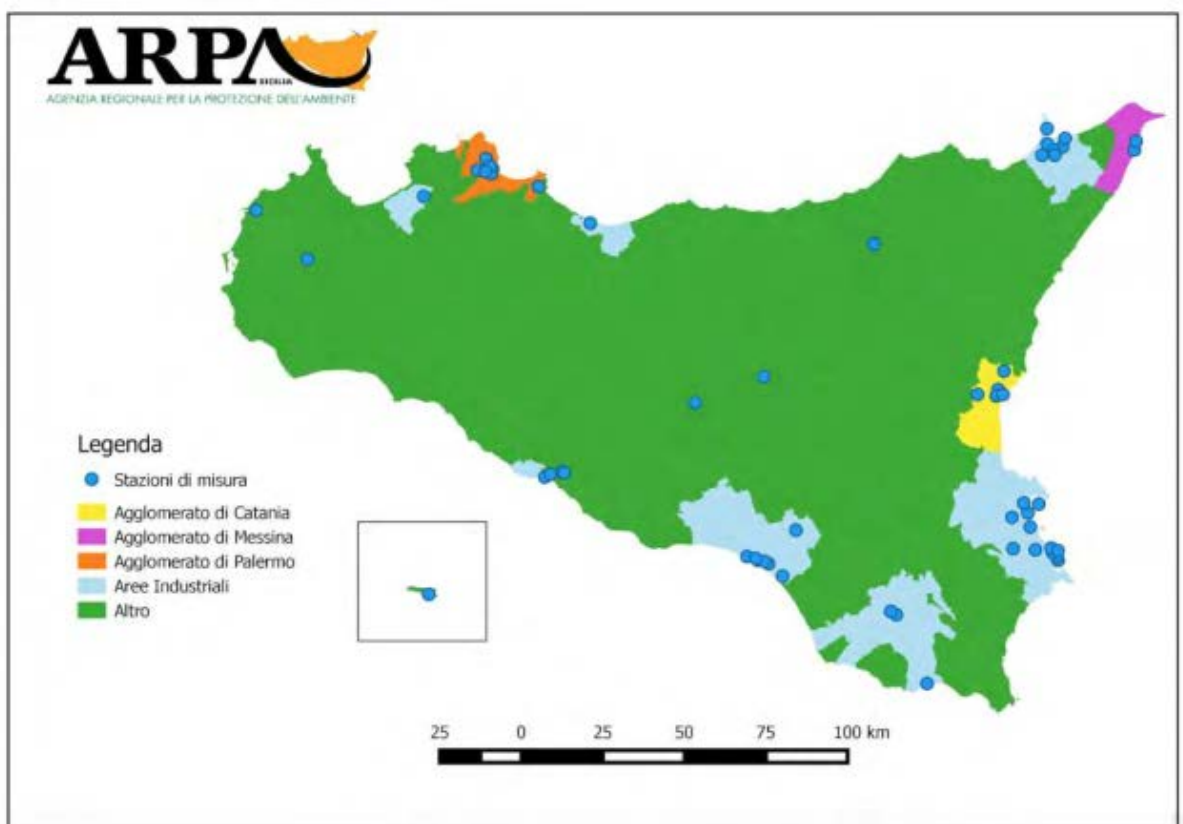 ARPA
SICILIA
AGENZIA REGIONALE PER LA PROTEZIONE DELL'AMBIENTE
Legenda
Stazioni di misura
Agglomerato di Catania
Agglomerato di Messina
Agglomerato di Palermo
Aree Industriali
Altro
25 0 25 50 75 100 km